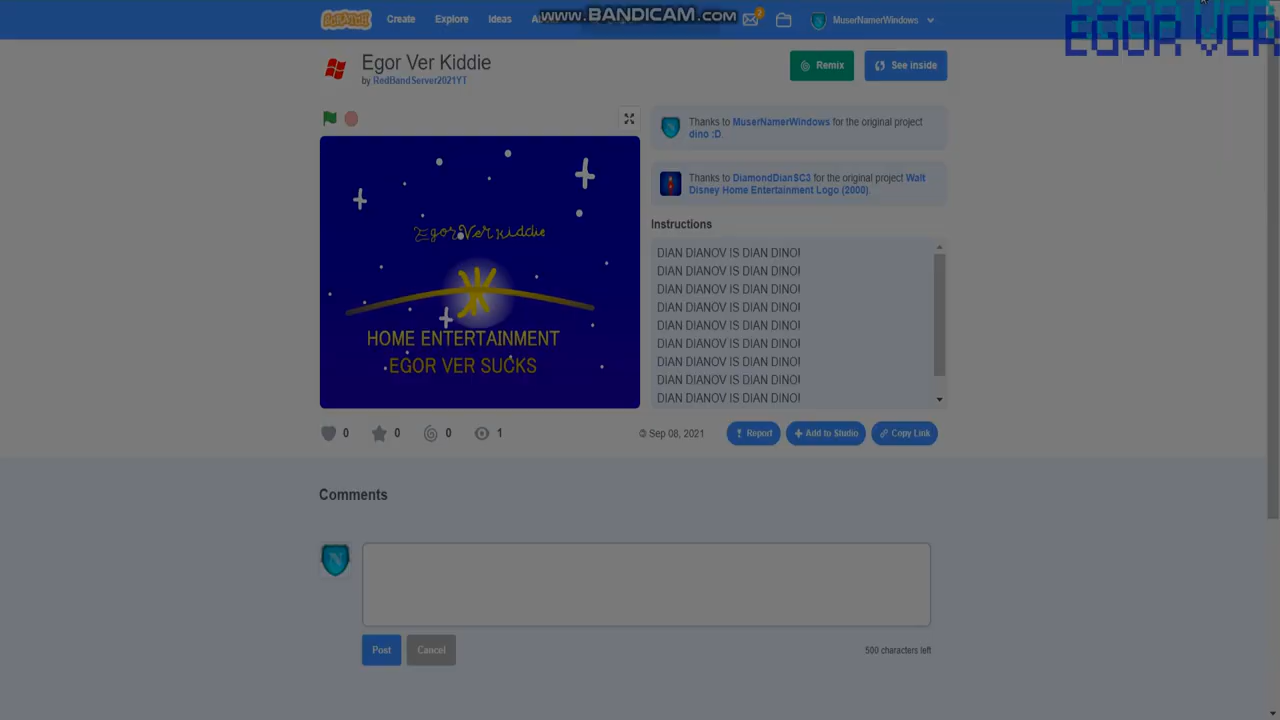 SCRATCH
Create
Explore
Ideas
WWW.BANDICAM.COM
2
MuserNamerWindows
EGOR VER
Egor Ver Kiddie
by RedBandServer2021YT
Remix
See inside
Thanks to MuserNamerWindows for the original project
dino :D.
Thanks to DiamondDianSC3 for the original project Walt
Disney Home Entertainment Logo (2000).
Instructions
Egor Ver kiddie
HOME ENTERTAINMENT
EGOR VER SUCKS
DIAN DIANOV IS DIAN DINO!
DIAN DIANOV IS DIAN DINO!
DIAN DIANOV IS DIAN DINO!
DIAN DIANOV IS DIAN DINO!
DIAN DIANOV IS DIAN DINO!
DIAN DIANOV IS DIAN DINO!
DIAN DIANOV IS DIAN DINO!
DIAN DIANOV IS DIAN DINO!
DIAN DIANOV IS DIAN DINO!
0
0
0
1
© Sep 08, 2021
Report
Add to Studio
Copy Link
Comments
Post
Cancel
500 characters left